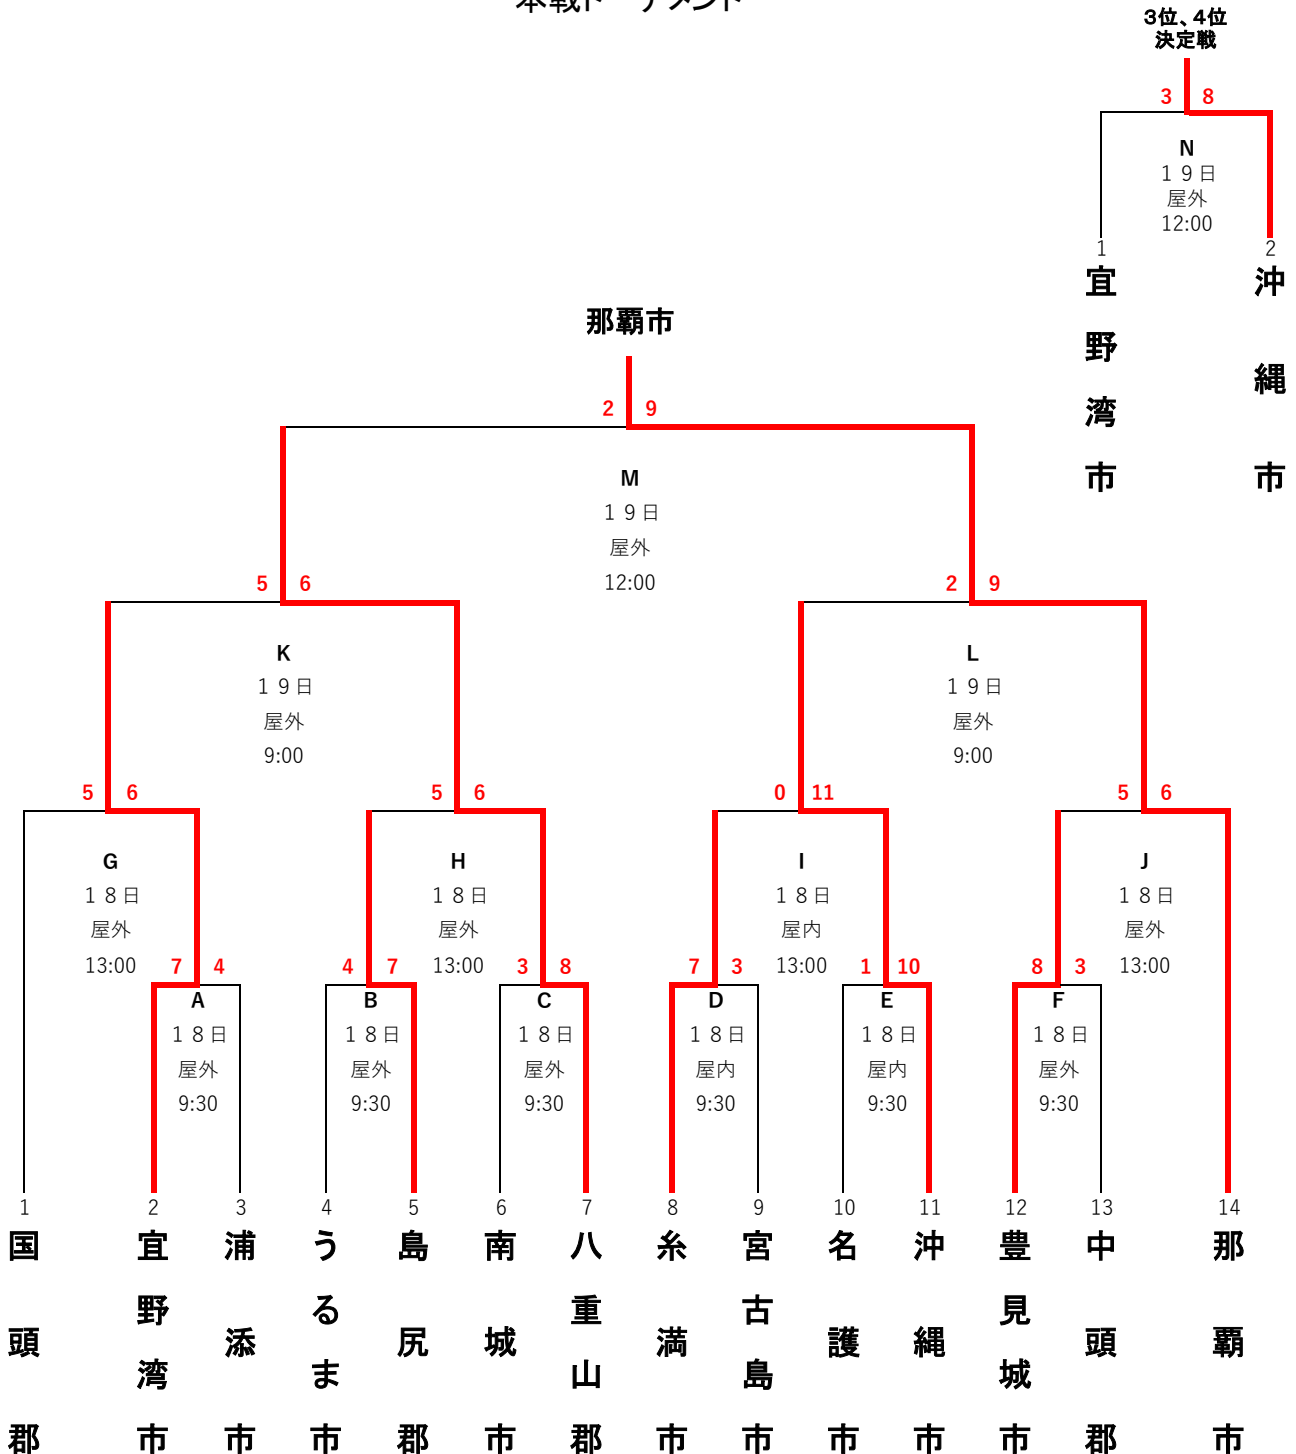 本戦トーナメント
３位、４位
決定戦
3 8
N
１９日
屋外
12:00
1 2
宜野湾市
沖縄市
那覇市
2 9
M
１９日
屋外
12:00
5 6
2 9
K
１９日
屋外
9:00
L
１９日
屋外
9:00
5 6
5 6
0 11
5 6
G
１８日
屋外
13:00
H
１８日
屋外
13:00
I
１８日
屋内
13:00
J
１８日
屋外
13:00
7 4
4 7
3 8
7 3
1 10
8 3
A
１８日
屋外
9:30
B
１８日
屋外
9:30
C
１８日
屋外
9:30
D
１８日
屋内
9:30
E
１８日
屋内
9:30
F
１８日
屋外
9:30
1 2 3 4 5 6 7 8 9 10 11 12 13 14
国頭郡
宜野湾市
浦添市
うるま市
島尻郡
南城市
八重山郡
糸満市
宮古島市
名護市
沖縄市
豊見城市
中頭郡
那覇市